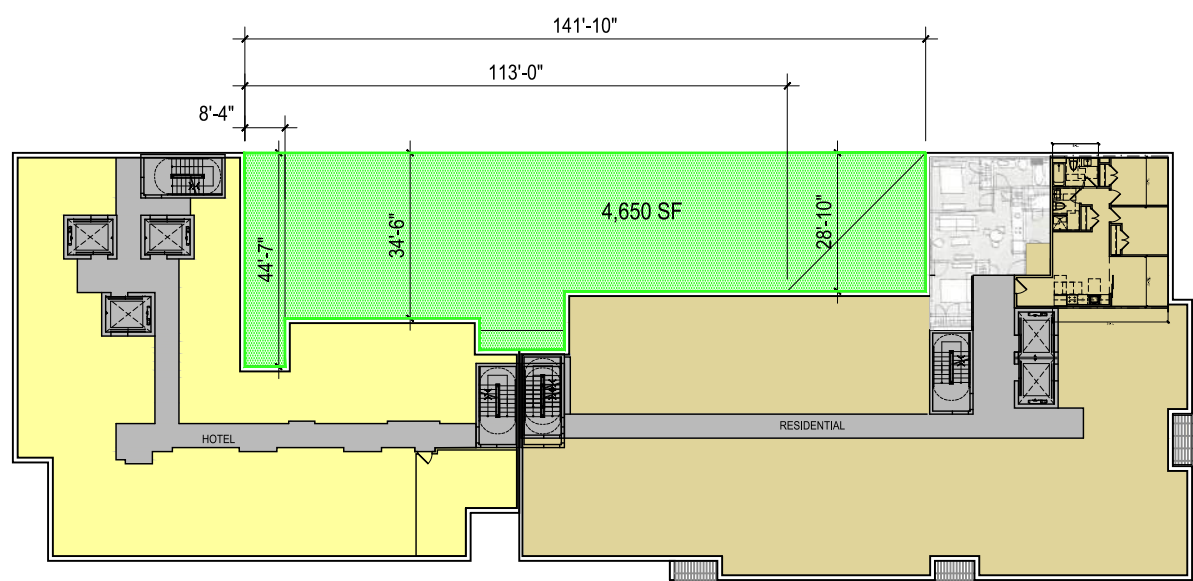 141'-10"
113'-0"
8'-4"
4,650 SF
44'-7"
34'-6"
28'-10"
HOTEL
RESIDENTIAL